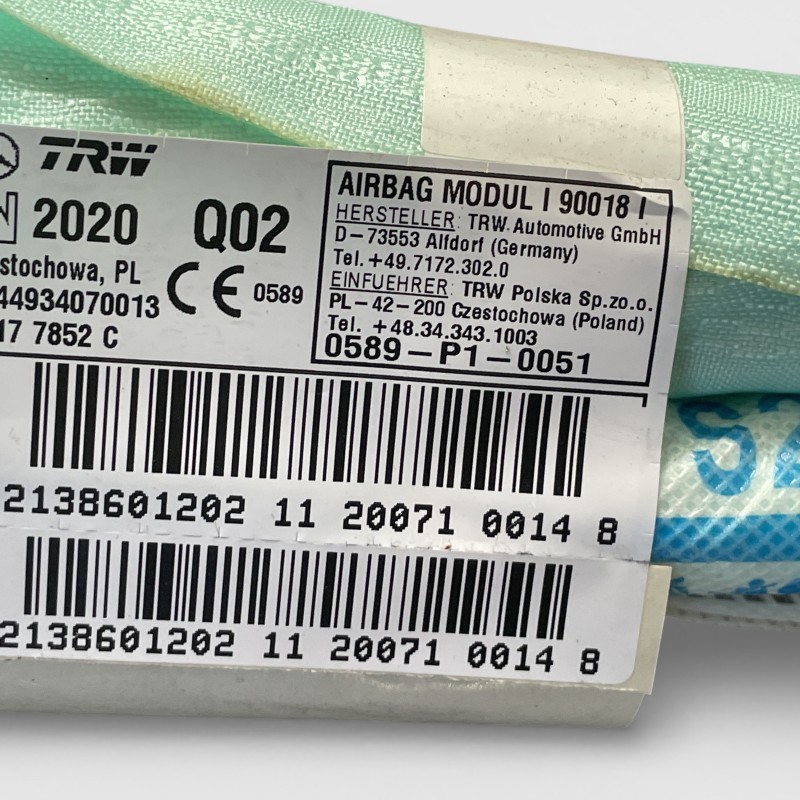 TRW
N 2020 Q02
stochowa, PL
44934070013
17 7852 C
CE 0589
AIRBAG MODUL I 90018 I
HERSTELLER: TRW Automotive GmbH
D-73553 Alfdorf (Germany)
Tel.+49.7172.302.0
EINFUEHRER: TRW Polska Sp.zo.o.
PL-42-200 Czestochowa (Poland)
Tel. +48.34.343.1003
0589-P1-0051
2138601202 11 20071 0014 8
2138601202 11 20071 0014 8
S2